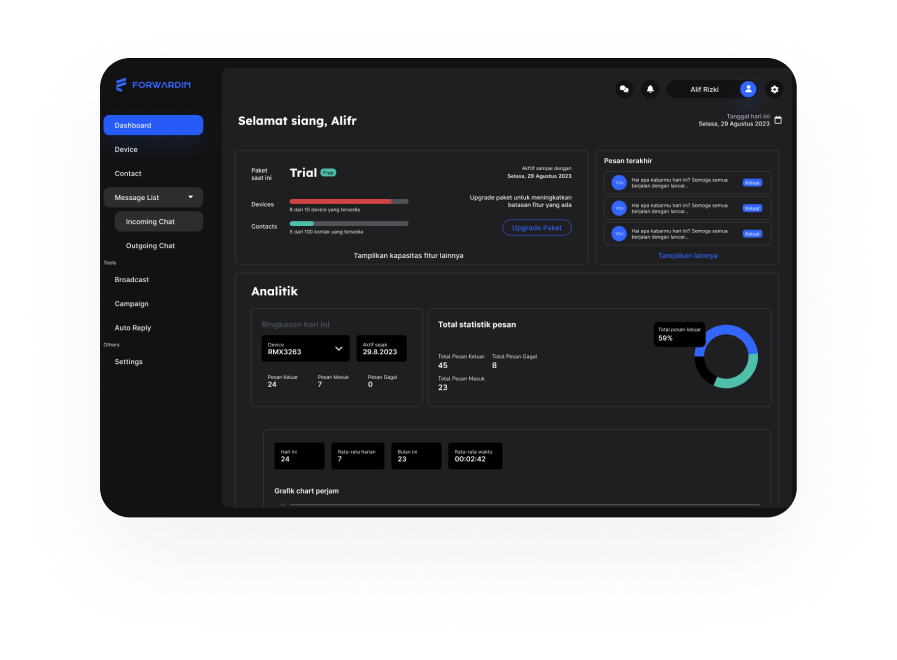 FORWARDIN
Alif Rizki
Dashboard
Device
Contact
Message List
Incoming Chat
Outgoing Chat
Tools
Broadcast
Campaign
Auto Reply
Others
Settings
Selamat siang, Alifr
Tanggal hari ini
Selasa, 29 Agustus 2023
Paket
saat ini
Trial Free
Aktif sampai dengan
Selasa, 29 Agustus 2023
Devices
8 dari 10 device yang tersedia
Contacts
5 dari 100 kontak yang tersedia
Upgrade paket untuk meningkatkan
batasan fitur yang ada
Upgrade Paket
Tampilkan kapasitas fitur lainnya
Pesan terakhir
YOU
Hai apa kabarmu hari ini? Semoga semua
berjalan dengan lancar...
Keluar
YOU
Hai apa kabarmu hari ini? Semoga semua
berjalan dengan lancar...
Keluar
YOU
Hai apa kabarmu hari ini? Semoga semua
berjalan dengan lancar...
Keluar
Tampilkan lainnya
Analitik
Ringkasan hari ini
Device
RMX3263
Aktif sejak
29.8.2023
Pesan Keluar
24
Pesan Masuk
7
Pesan Gagal
0
Total statistik pesan
Total Pesan Keluar
45
Total Pesan Gagal
8
Total Pesan Masuk
23
Total pesan keluar
59%
Hari ini
24
Rata-rata harian
7
Bulan ini
23
Rata-rata waktu
00:02:42
Grafik chart perjam